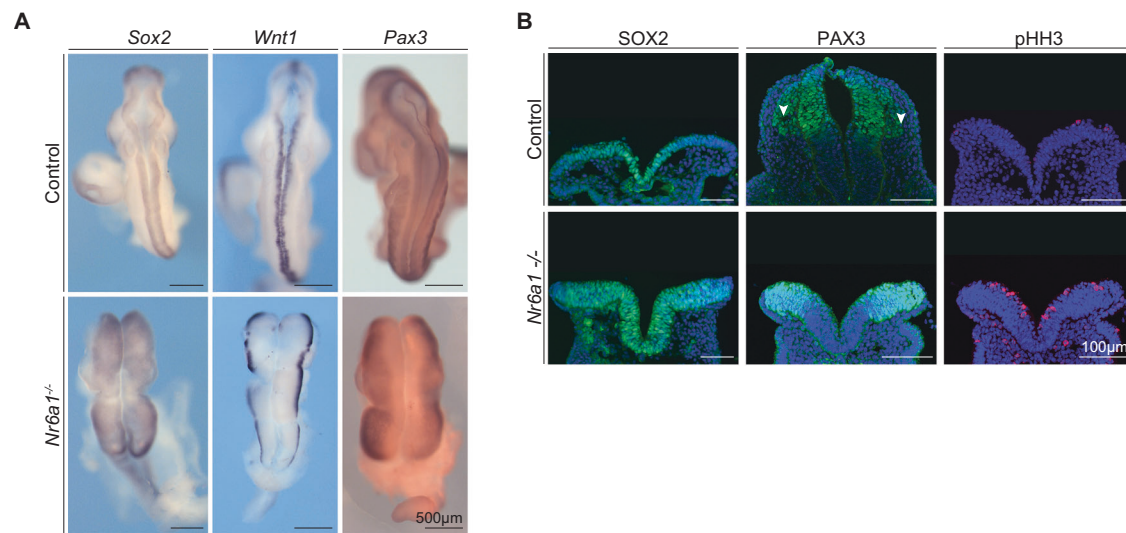 A
Sox2 Wnt1 Pax3
Control
Nr6a1-/-
500µm
B
SOX2 PAX3 pHH3
Control
Nr6a1 -/-
100µm